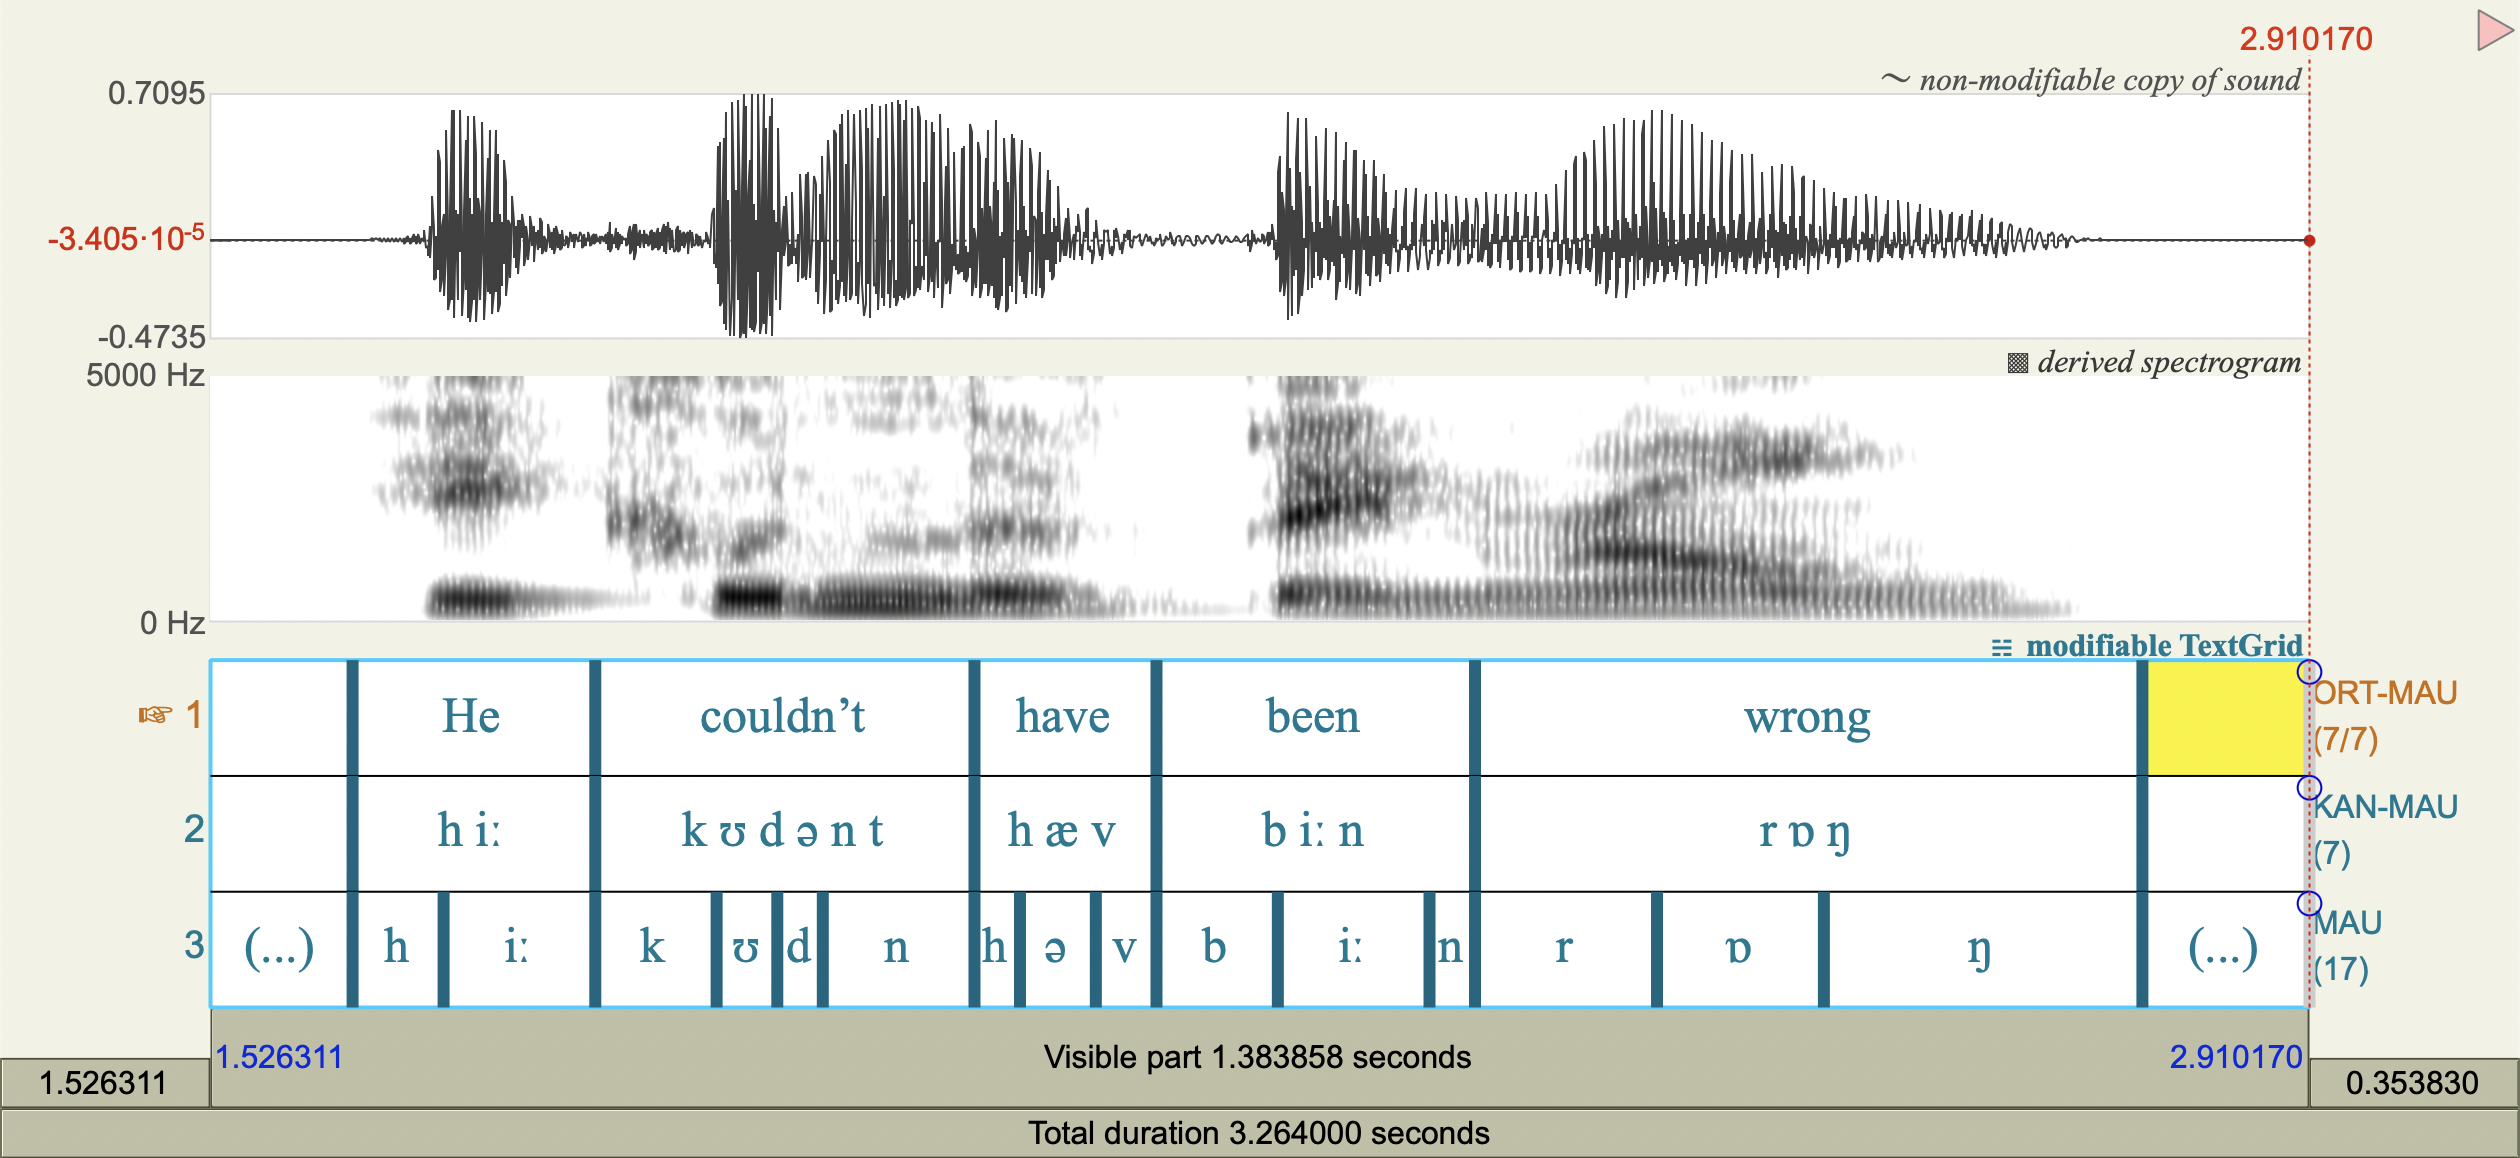 2.910170
0.7095
~ non-modifiable copy of sound
-3.405·10⁻⁵
-0.4735
5000 Hz
derived spectrogram
0 Hz
modifiable TextGrid
☞ 1
He couldn’t have been wrong
ORT-MAU
(7/7)
2
h iː k ʊ d ə n t h æ v b iː n r ɒ ŋ
KAN-MAU
(7)
3
(...) h iː k ʊ d n h ə v b iː n r ɒ ŋ (...)
MAU
(17)
1.526311 Visible part 1.383858 seconds 2.910170
1.526311 0.353830
Total duration 3.264000 seconds